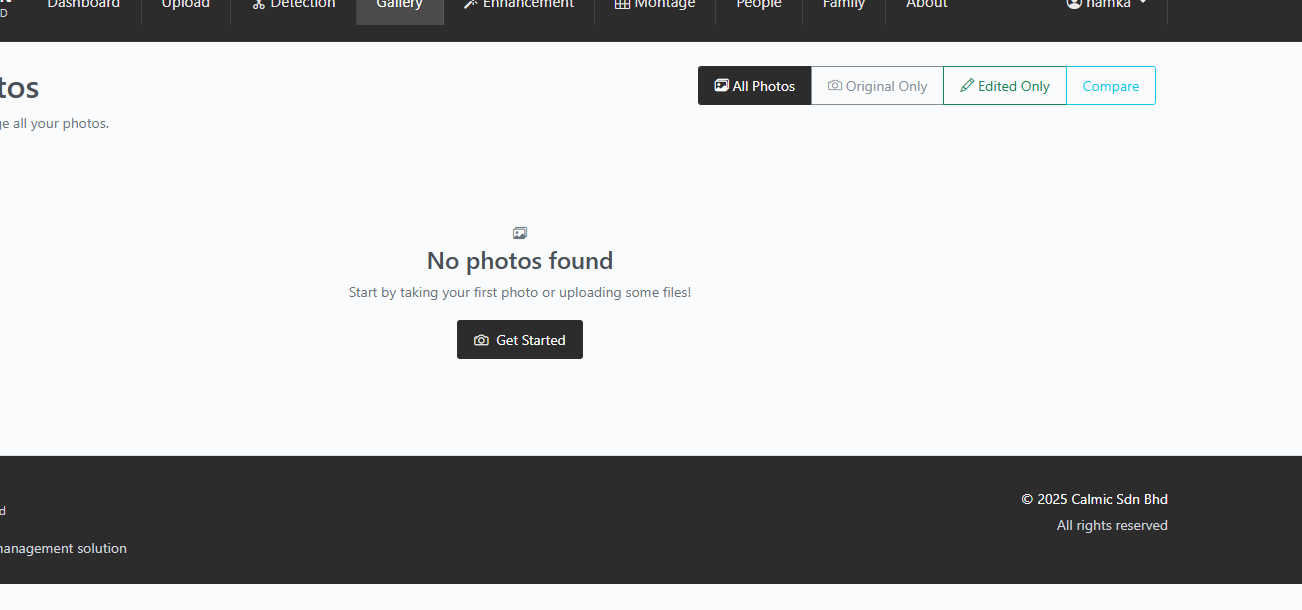 D
Dashboard
Upload
Detection
Gallery
Enhancement
Montage
People
Family
About
hamka
tos
All Photos
Original Only
Edited Only
Compare
ge all your photos.
No photos found
Start by taking your first photo or uploading some files!
Get Started
© 2025 Calmic Sdn Bhd
d
All rights reserved
management solution